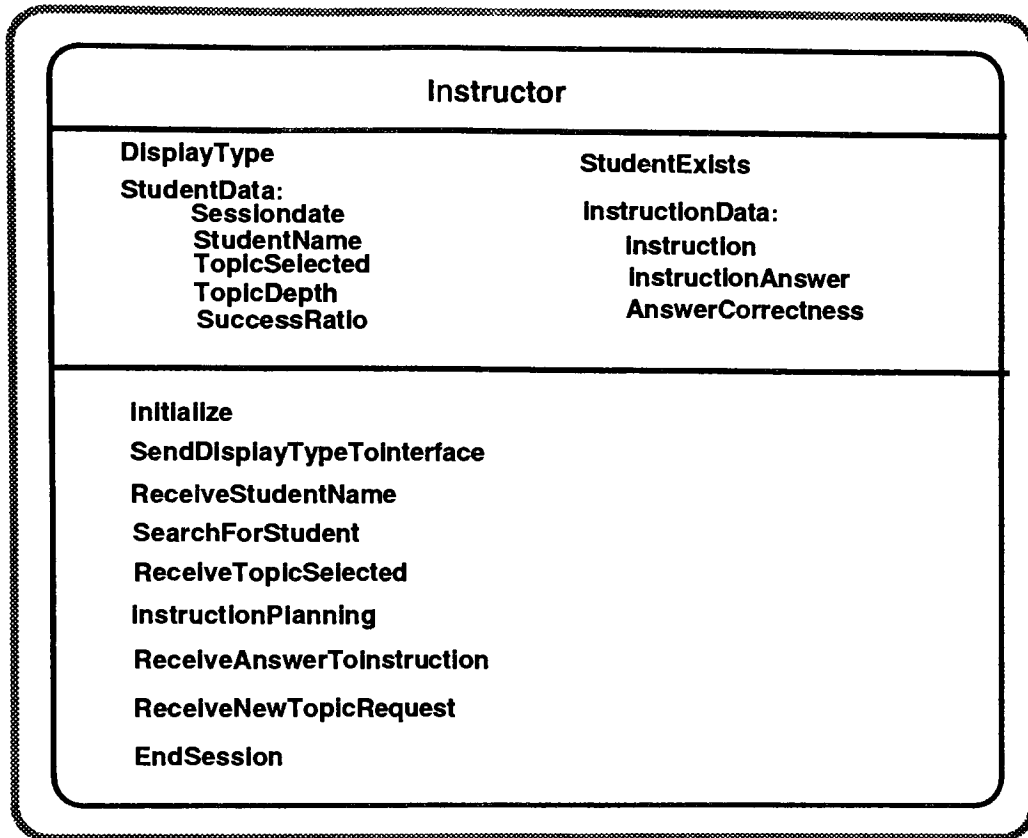 Instructor
DisplayType
StudentData:
Sessiondate
StudentName
TopicSelected
TopicDepth
SuccessRatio
StudentExists
InstructionData:
Instruction
InstructionAnswer
AnswerCorrectness
Initialize
SendDisplayTypeToInterface
ReceiveStudentName
SearchForStudent
ReceiveTopicSelected
InstructionPlanning
ReceiveAnswerToInstruction
ReceiveNewTopicRequest
EndSession